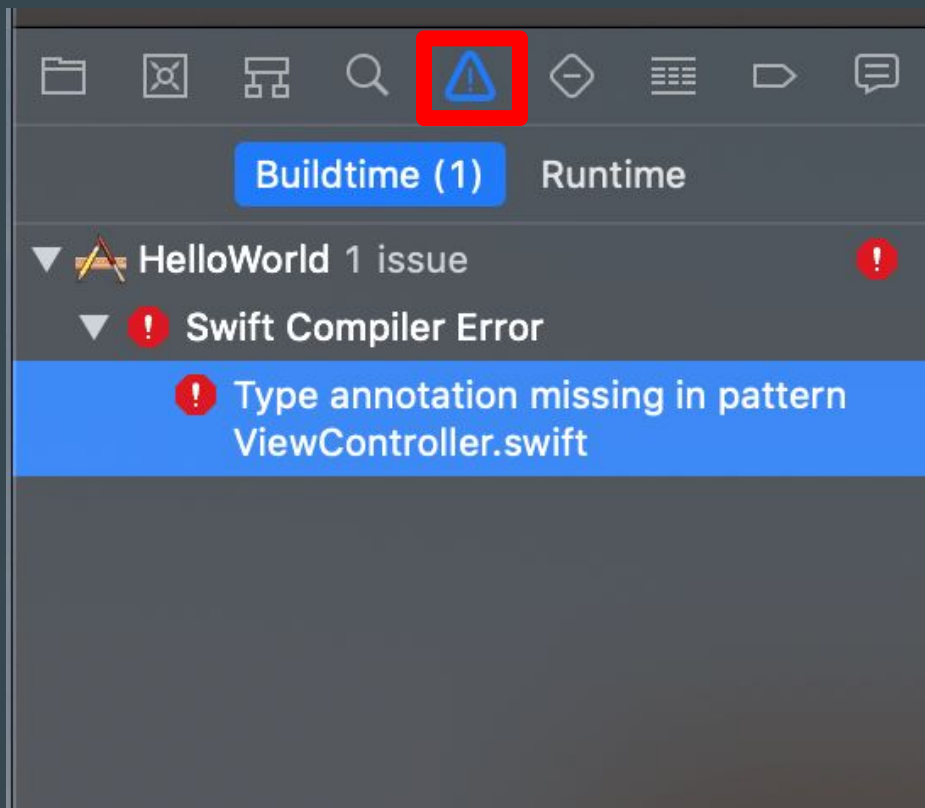 Buildtime (1) Runtime
HelloWorld 1 issue
Swift Compiler Error
Type annotation missing in pattern
ViewController.swift